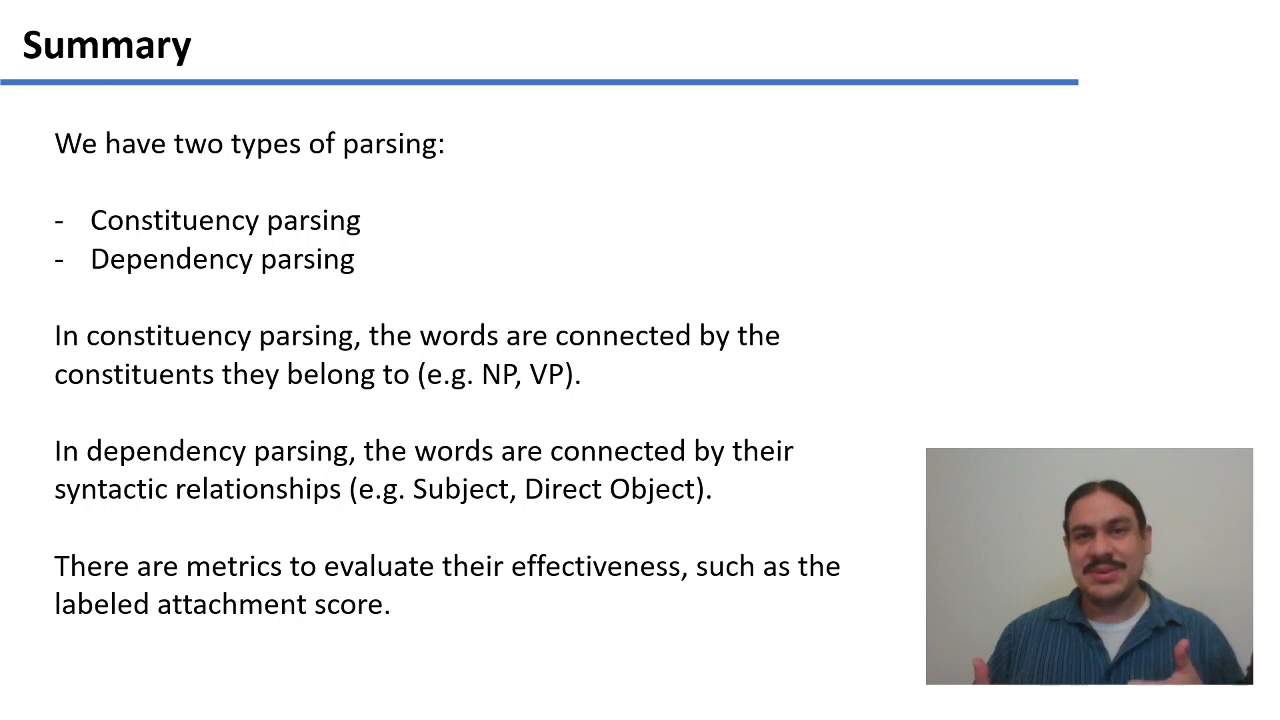 Summary
We have two types of parsing:
- Constituency parsing
- Dependency parsing
In constituency parsing, the words are connected by the
constituents they belong to (e.g. NP, VP).
In dependency parsing, the words are connected by their
syntactic relationships (e.g. Subject, Direct Object).
There are metrics to evaluate their effectiveness, such as the
labeled attachment score.